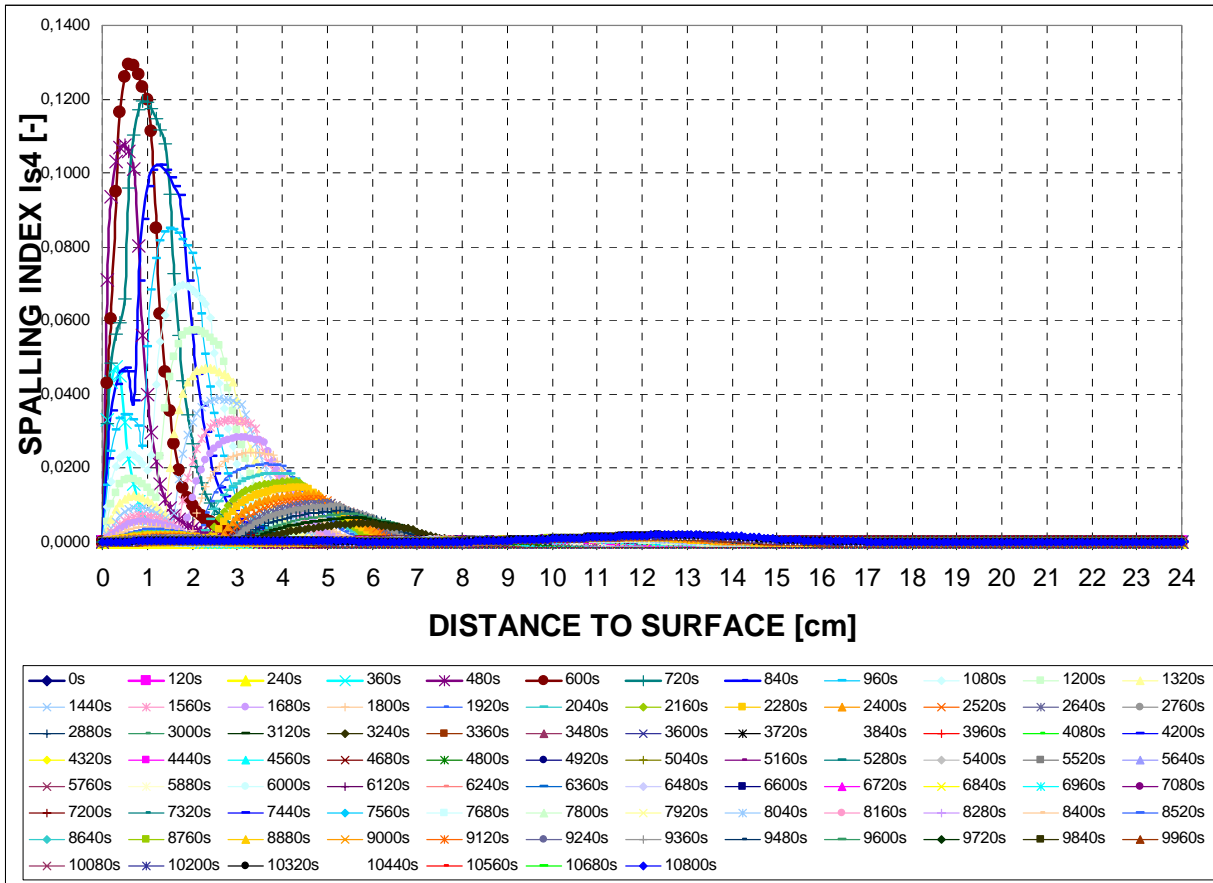 0,1400
0,1200
0,1000
0,0800
0,0600
0,0400
0,0200
0,0000
SPALLING INDEX Is4 [-]
0 1 2 3 4 5 6 7 8 9 10 11 12 13 14 15 16 17 18 19 20 21 22 23 24
DISTANCE TO SURFACE [cm]
0s 120s 240s 360s 480s 600s 720s 840s 960s 1080s 1200s 1320s
1440s 1560s 1680s 1800s 1920s 2040s 2160s 2280s 2400s 2520s 2640s 2760s
2880s 3000s 3120s 3240s 3360s 3480s 3600s 3720s 3840s 3960s 4080s 4200s
4320s 4440s 4560s 4680s 4800s 4920s 5040s 5160s 5280s 5400s 5520s 5640s
5760s 5880s 6000s 6120s 6240s 6360s 6480s 6600s 6720s 6840s 6960s 7080s
7200s 7320s 7440s 7560s 7680s 7800s 7920s 8040s 8160s 8280s 8400s 8520s
8640s 8760s 8880s 9000s 9120s 9240s 9360s 9480s 9600s 9720s 9840s 9960s
10080s 10200s 10320s 10440s 10560s 10680s 10800s